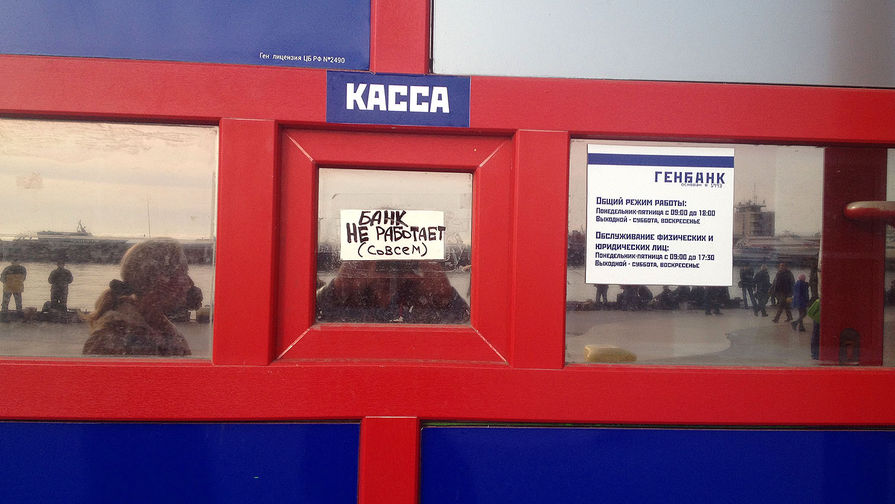 Ген лицензия ЦБ РФ №2490
КАССА
БАНК
НЕ РАБОТАЕТ
(СОВСЕМ)
ГЕНБАНК
ОСНОВАН В 1993
ОБЩИЙ РЕЖИМ РАБОТЫ:
ПОНЕДЕЛЬНИК-ПЯТНИЦА С 09:00 ДО 18:00
ВЫХОДНОЙ - СУББОТА, ВОСКРЕСЕНЬЕ
ОБСЛУЖИВАНИЕ ФИЗИЧЕСКИХ И
ЮРИДИЧЕСКИХ ЛИЦ:
ПОНЕДЕЛЬНИК-ПЯТНИЦА С 09:00 ДО 17:30
ВЫХОДНОЙ - СУББОТА, ВОСКРЕСЕНЬЕ